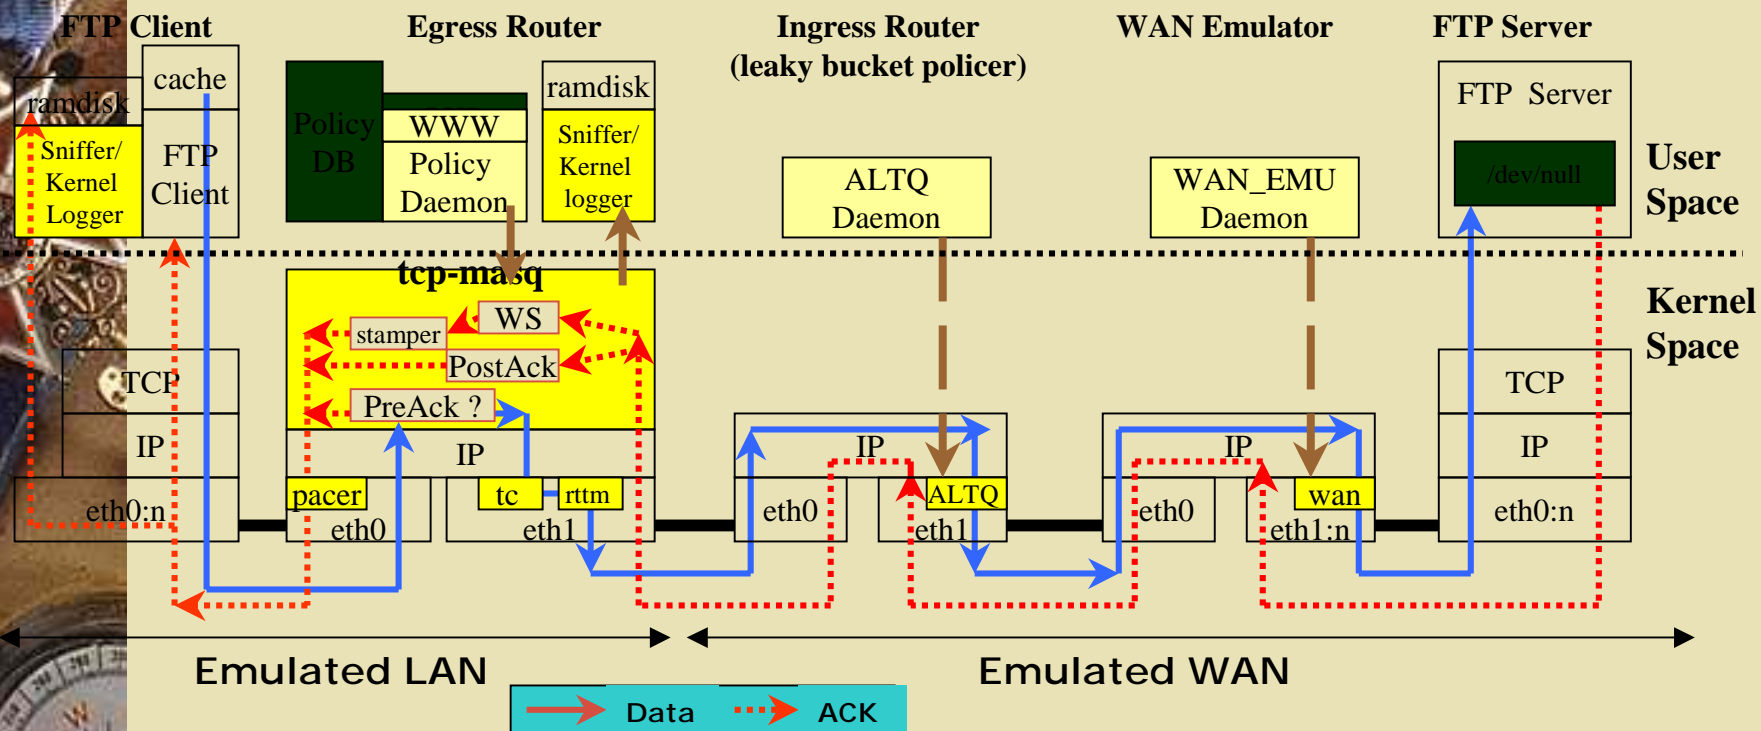 FTP Client
Egress Router
Ingress Router
(leaky bucket policer)
WAN Emulator
FTP Server
cache
ramdisk
Sniffer/
Kernel
Logger
FTP
Client
Policy
DB
WWW
Policy
Daemon
ramdisk
Sniffer/
Kernel
logger
ALTQ
Daemon
WAN_EMU
Daemon
FTP Server
/dev/null
User
Space
Kernel
Space
tcp-masq
WS
stamper
PostAck
PreAck ?
TCP
IP
eth0:n
IP
pacer
eth0
tc
rttm
eth1
IP
eth0
ALTQ
eth1
IP
eth0
wan
eth1:n
TCP
IP
eth0:n
Emulated LAN
Emulated WAN
Data
ACK